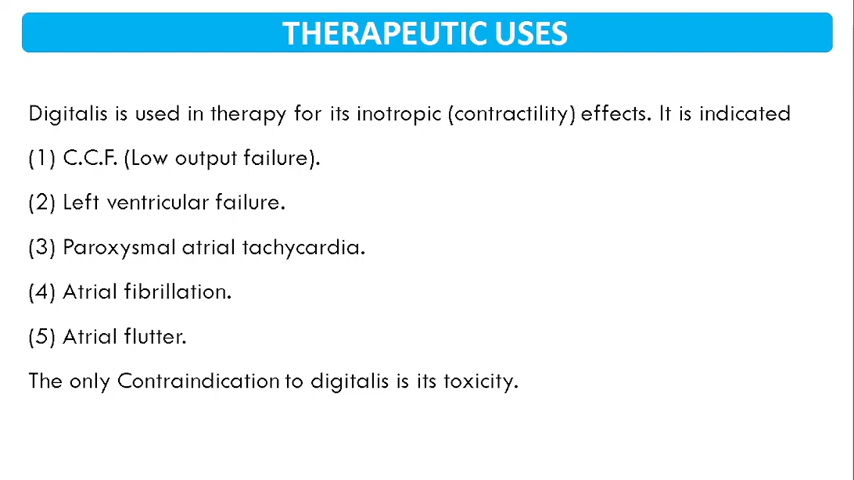 THERAPEUTIC USES
Digitalis is used in therapy for its inotropic (contractility) effects. It is indicated
(1) C.C.F. (Low output failure).
(2) Left ventricular failure.
(3) Paroxysmal atrial tachycardia.
(4) Atrial fibrillation.
(5) Atrial flutter.
The only Contraindication to digitalis is its toxicity.